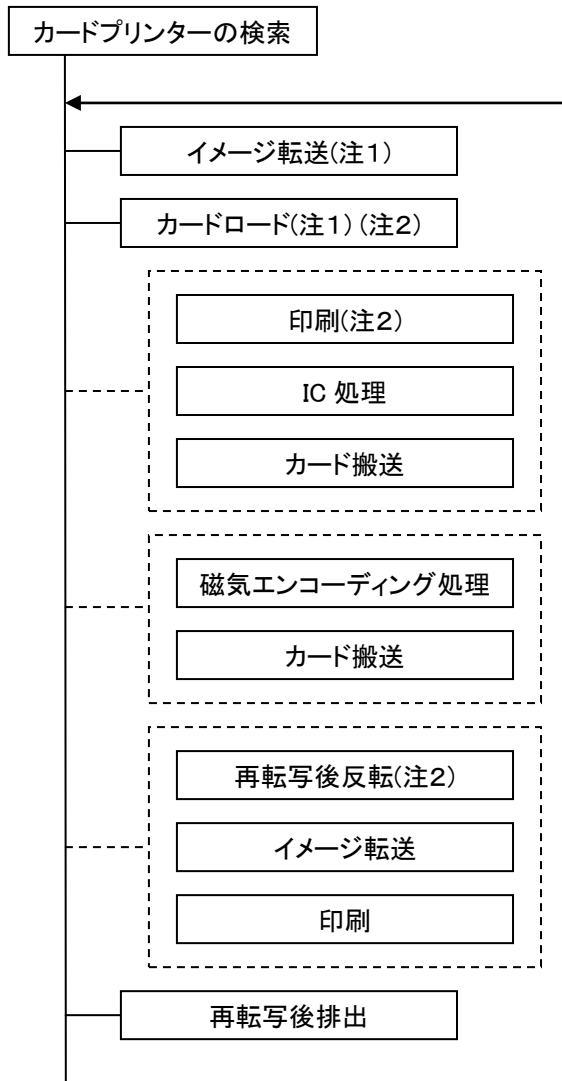 カードプリンターの検索
イメージ転送(注1)
カードロード(注1)(注2)
印刷(注2)
IC 処理
カード搬送
磁気エンコーディング処理
カード搬送
再転写後反転(注2)
イメージ転送
印刷
再転写後排出